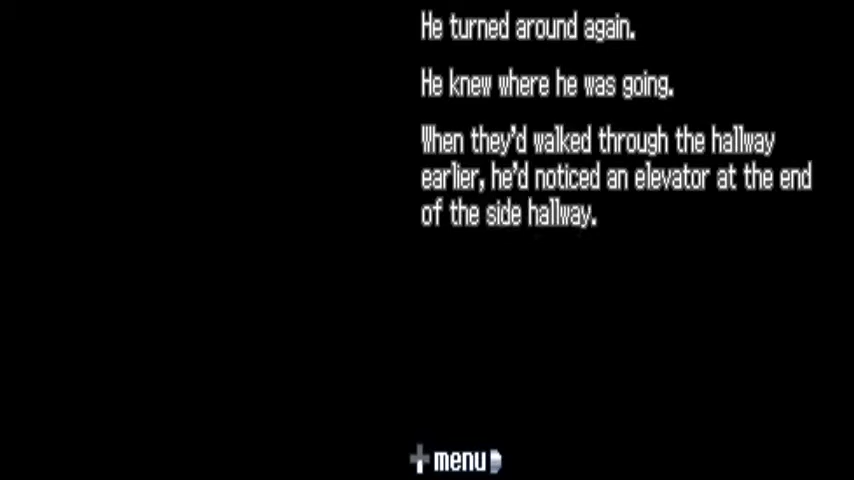 He turned around again.
He knew where he was going.
When they'd walked through the hallway
earlier, he'd noticed an elevator at the end
of the side hallway.
menu